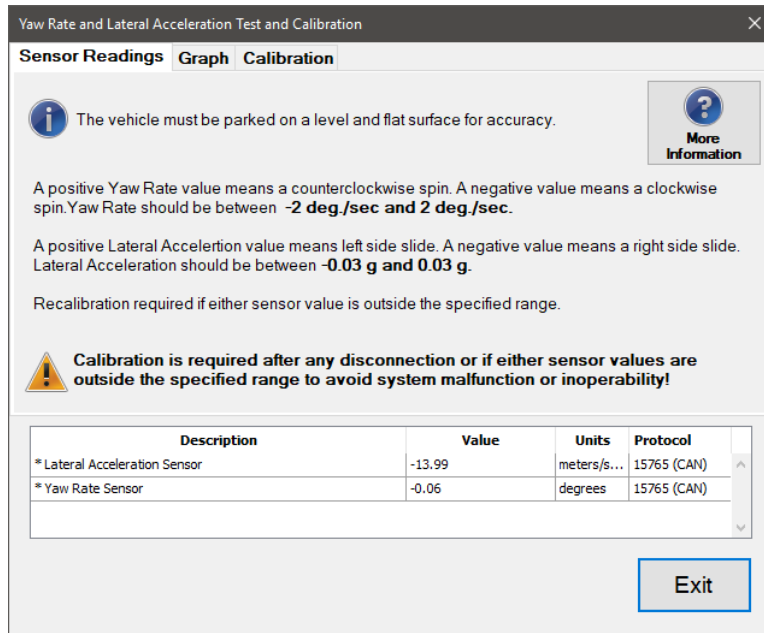 Yaw Rate and Lateral Acceleration Test and Calibration
Sensor Readings Graph Calibration
The vehicle must be parked on a level and flat surface for accuracy.
More
Information
A positive Yaw Rate value means a counterclockwise spin. A negative value means a clockwise
spin.Yaw Rate should be between -2 deg./sec and 2 deg./sec.
A positive Lateral Accelertion value means left side slide. A negative value means a right side slide.
Lateral Acceleration should be between -0.03 g and 0.03 g.
Recalibration required if either sensor value is outside the specified range.
Calibration is required after any disconnection or if either sensor values are
outside the specified range to avoid system malfunction or inoperability!
Description Value Units Protocol
* Lateral Acceleration Sensor -13.99 meters/s... 15765 (CAN)
* Yaw Rate Sensor -0.06 degrees 15765 (CAN)
Exit